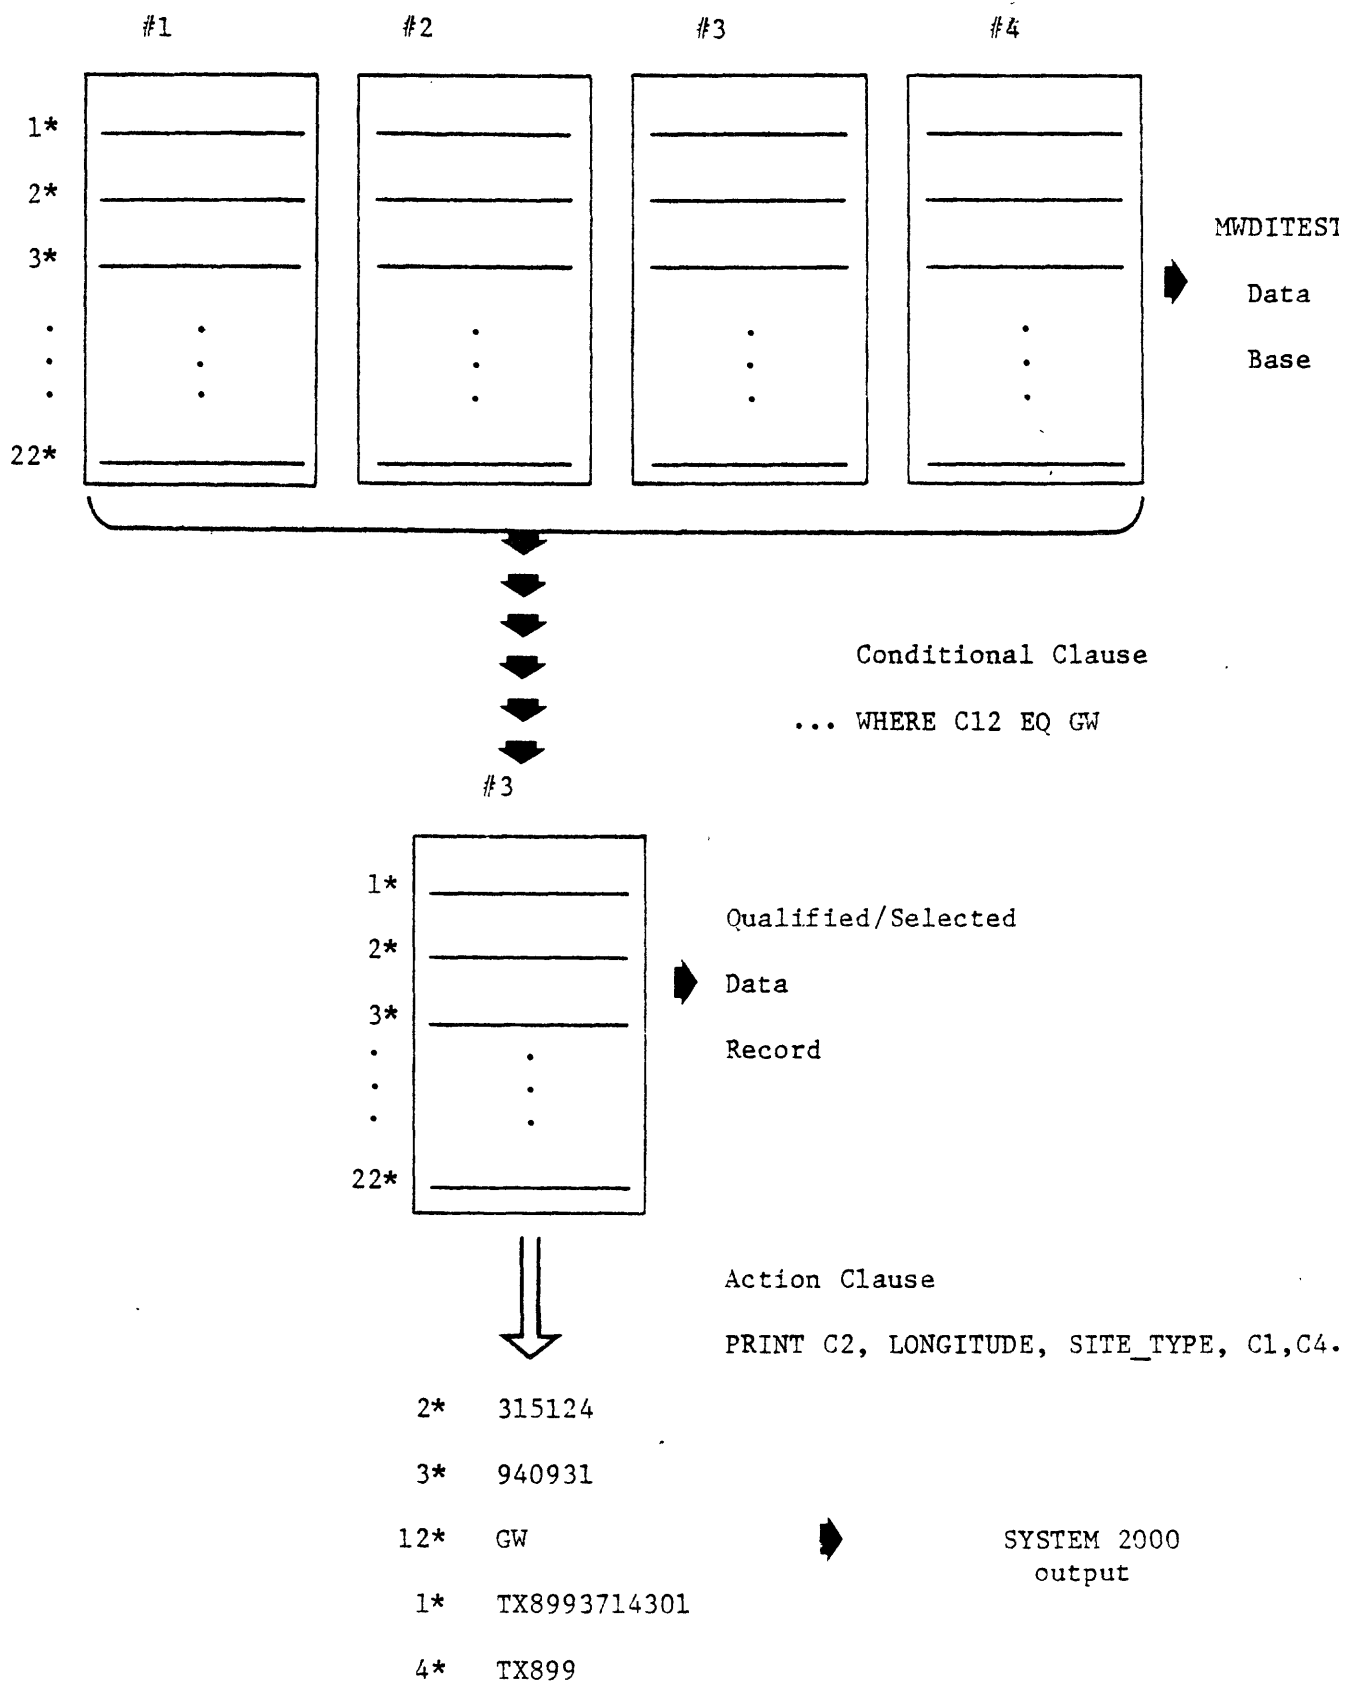 #1 #2 #3 #4
1*
2*
3*
22*
MWDITEST
Data
Base
Conditional Clause
... WHERE C12 EQ GW
#3
1*
2*
3*
22*
Qualified/Selected
Data
Record
Action Clause
PRINT C2, LONGITUDE, SITE_TYPE, C1,C4.
2* 315124
3* 940931
12* GW
1* TX8993714301
4* TX899
SYSTEM 2000
output